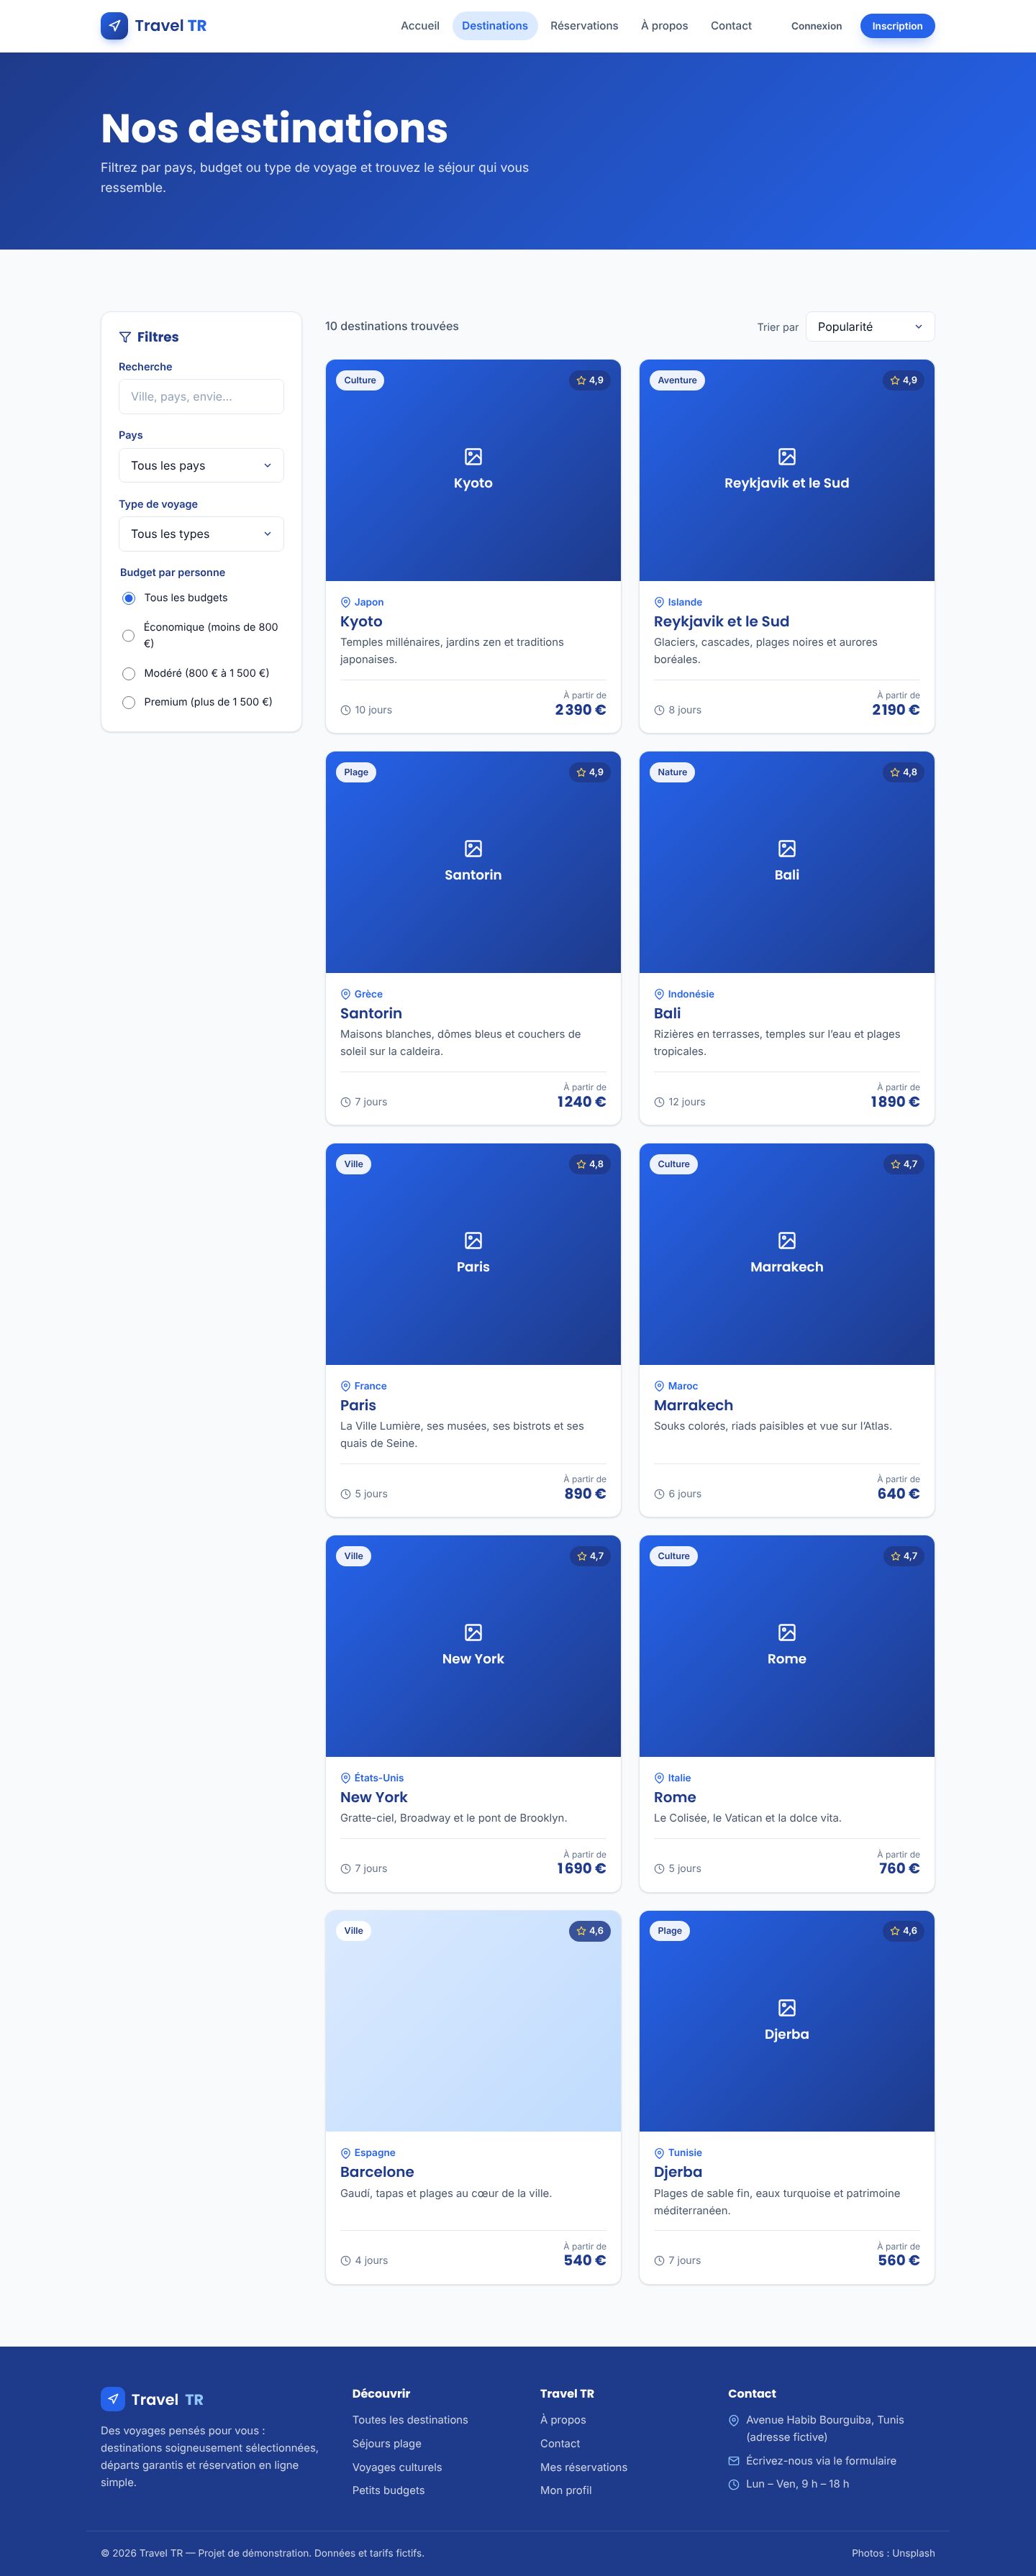 Travel TR
Accueil
Destinations
Réservations
À propos
Contact
Connexion
Inscription
Nos destinations
Filtrez par pays, budget ou type de voyage et trouvez le séjour qui vous
ressemble.
Filtres
Recherche
Ville, pays, envie...
Pays
Tous les pays
Type de voyage
Tous les types
Budget par personne
Tous les budgets
Économique (moins de 800
€)
Modéré (800 € à 1 500 €)
Premium (plus de 1 500 €)
10 destinations trouvées
Trier par
Popularité
Culture
4,9
Kyoto
Japon
Kyoto
Temples millénaires, jardins zen et traditions
japonaises.
10 jours
À partir de
2 390 €
Aventure
4,9
Reykjavik et le Sud
Islande
Reykjavik et le Sud
Glaciers, cascades, plages noires et aurores
boréales.
8 jours
À partir de
2 190 €
Plage
4,9
Santorin
Grèce
Santorin
Maisons blanches, dômes bleus et couchers de
soleil sur la caldeira.
7 jours
À partir de
1 240 €
Nature
4,8
Bali
Indonésie
Bali
Rizières en terrasses, temples sur l'eau et plages
tropicales.
12 jours
À partir de
1 890 €
Ville
4,8
Paris
France
Paris
La Ville Lumière, ses musées, ses bistrots et ses
quais de Seine.
5 jours
À partir de
890 €
Culture
4,7
Marrakech
Maroc
Marrakech
Souks colorés, riads paisibles et vue sur l'Atlas.
6 jours
À partir de
640 €
Ville
4,7
New York
États-Unis
New York
Gratte-ciel, Broadway et le pont de Brooklyn.
7 jours
À partir de
1 690 €
Culture
4,7
Rome
Italie
Rome
Le Colisée, le Vatican et la dolce vita.
5 jours
À partir de
760 €
Ville
4,6
Espagne
Barcelone
Gaudí, tapas et plages au cœur de la ville.
4 jours
À partir de
540 €
Plage
4,6
Djerba
Tunisie
Djerba
Plages de sable fin, eaux turquoise et patrimoine
méditerranéen.
7 jours
À partir de
560 €
Travel TR
Des voyages pensés pour vous :
destinations soigneusement sélectionnées,
départs garantis et réservation en ligne
simple.
Découvrir
Toutes les destinations
Séjours plage
Voyages culturels
Petits budgets
Travel TR
À propos
Contact
Mes réservations
Mon profil
Contact
Avenue Habib Bourguiba, Tunis
(adresse fictive)
Écrivez-nous via le formulaire
Lun – Ven, 9 h – 18 h
© 2026 Travel TR — Projet de démonstration. Données et tarifs fictifs.
Photos : Unsplash